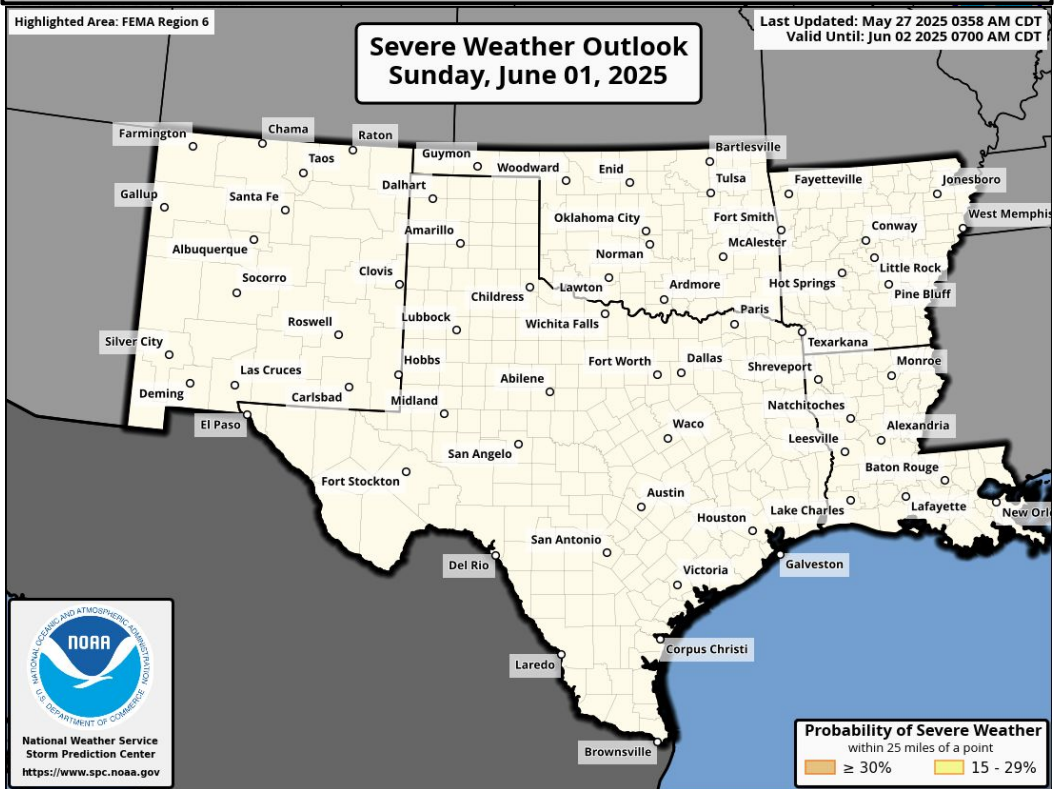 Highlighted Area: FEMA Region 6
Last Updated: May 27 2025 0358 AM CDT
Valid Until: Jun 02 2025 0700 AM CDT
Severe Weather Outlook
Sunday, June 01, 2025
Farmington
Chama
Raton
Taos
Guymon
Woodward
Enid
Bartlesville
Tulsa
Fayetteville
Jonesboro
Gallup
Santa Fe
Dalhart
Oklahoma City
Fort Smith
West Memphis
Albuquerque
Amarillo
Norman
McAlester
Conway
Socorro
Clovis
Childress
Lawton
Ardmore
Hot Springs
Little Rock
Pine Bluff
Roswell
Lubbock
Wichita Falls
Paris
Texarkana
Silver City
Las Cruces
Hobbs
Fort Worth
Dallas
Shreveport
Monroe
Deming
Carlsbad
Midland
Abilene
Natchitoches
El Paso
San Angelo
Waco
Leesville
Alexandria
Fort Stockton
Baton Rouge
Austin
Houston
Lake Charles
Lafayette
New Orl
Del Rio
San Antonio
Victoria
Galveston
Laredo
Corpus Christi
Brownsville
NATIONAL OCEANIC AND ATMOSPHERIC ADMINISTRATION
NOAA
U.S. DEPARTMENT OF COMMERCE
National Weather Service
Storm Prediction Center
https://www.spc.noaa.gov
Probability of Severe Weather
within 25 miles of a point
≥ 30%
15 - 29%